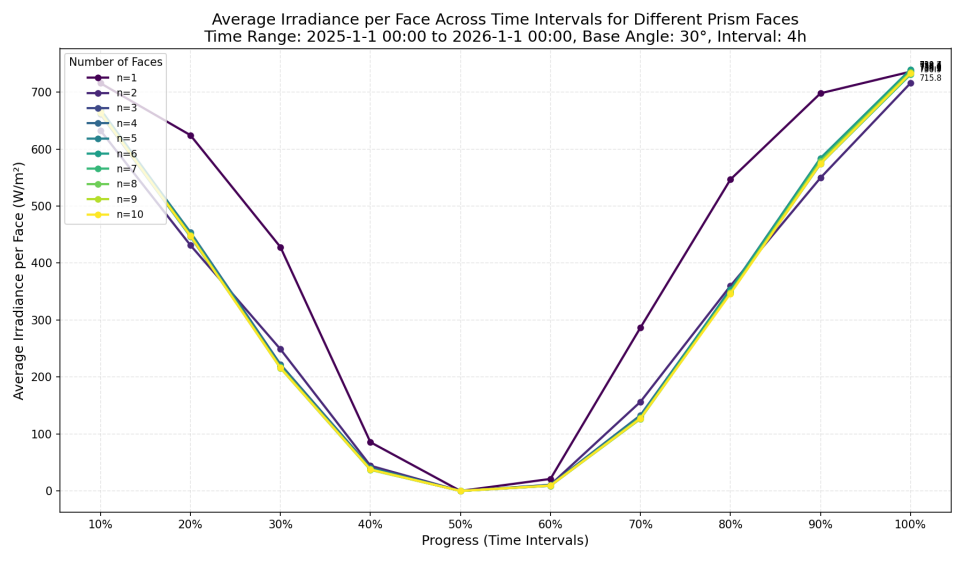 Average Irradiance per Face Across Time Intervals for Different Prism Faces
Time Range: 2025-1-1 00:00 to 2026-1-1 00:00, Base Angle: 30°, Interval: 4h
Number of Faces
n=1
n=2
n=3
n=4
n=5
n=6
n=7
n=8
n=9
n=10
715.8
Average Irradiance per Face (W/m²)
700
600
500
400
300
200
100
0
10%
20%
30%
40%
50%
60%
70%
80%
90%
100%
Progress (Time Intervals)